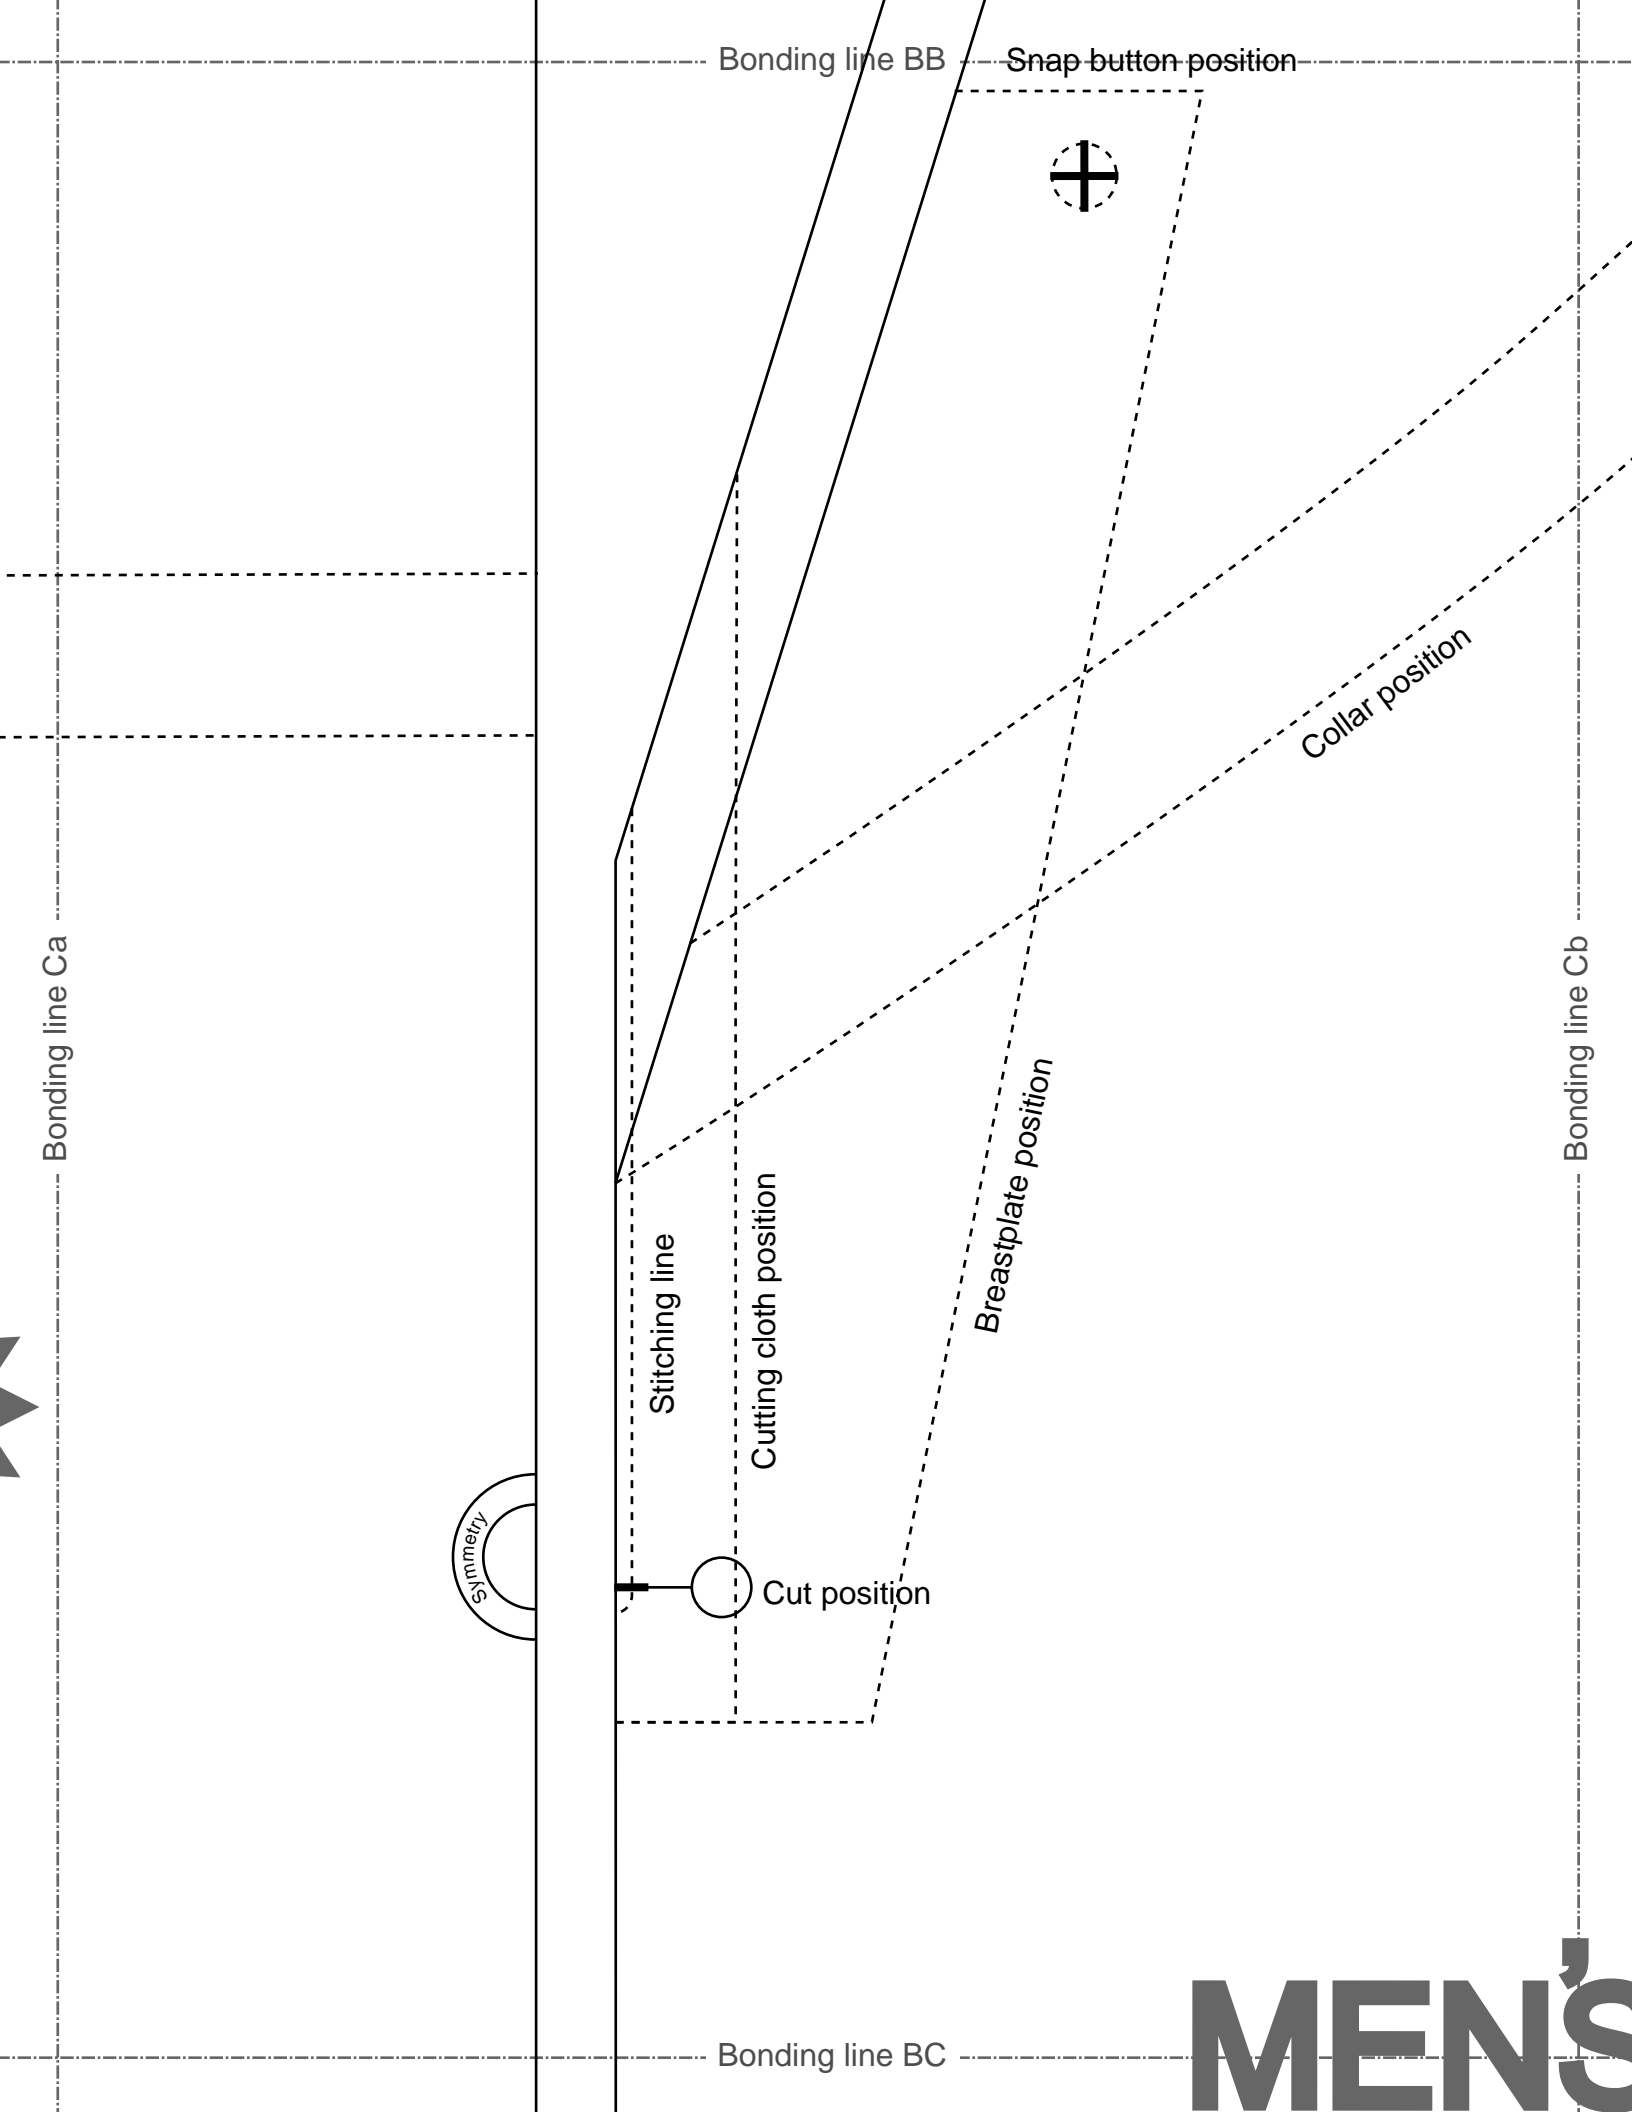 Bonding line BB
Snap button position
Collar position
Bonding line Ca
Bonding line Cb
Breastplate position
Cutting cloth position
Stitching line
Symmetry
Cut position
MEN'S
Bonding line BC